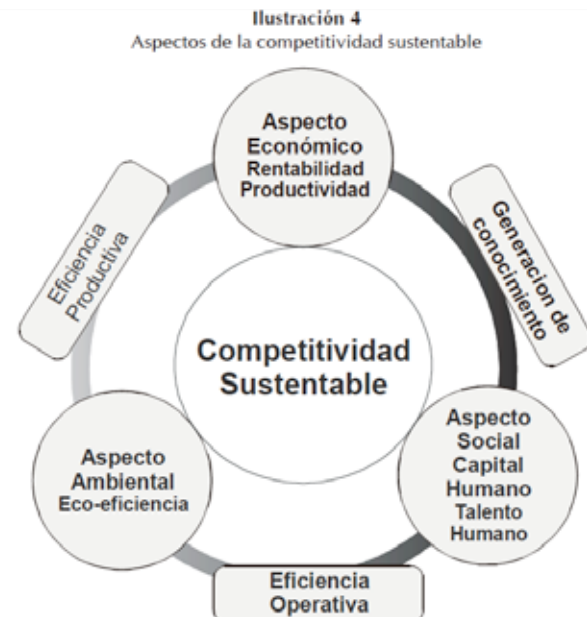 Ilustración 4
Aspectos de la competitividad sustentable
Aspecto
Económico
Rentabilidad
Productividad
Eficiencia
Productiva
Generacion de
conocimiento
Competitividad
Sustentable
Aspecto
Ambiental
Eco-eficiencia
Aspecto
Social
Capital
Humano
Talento
Humano
Eficiencia
Operativa